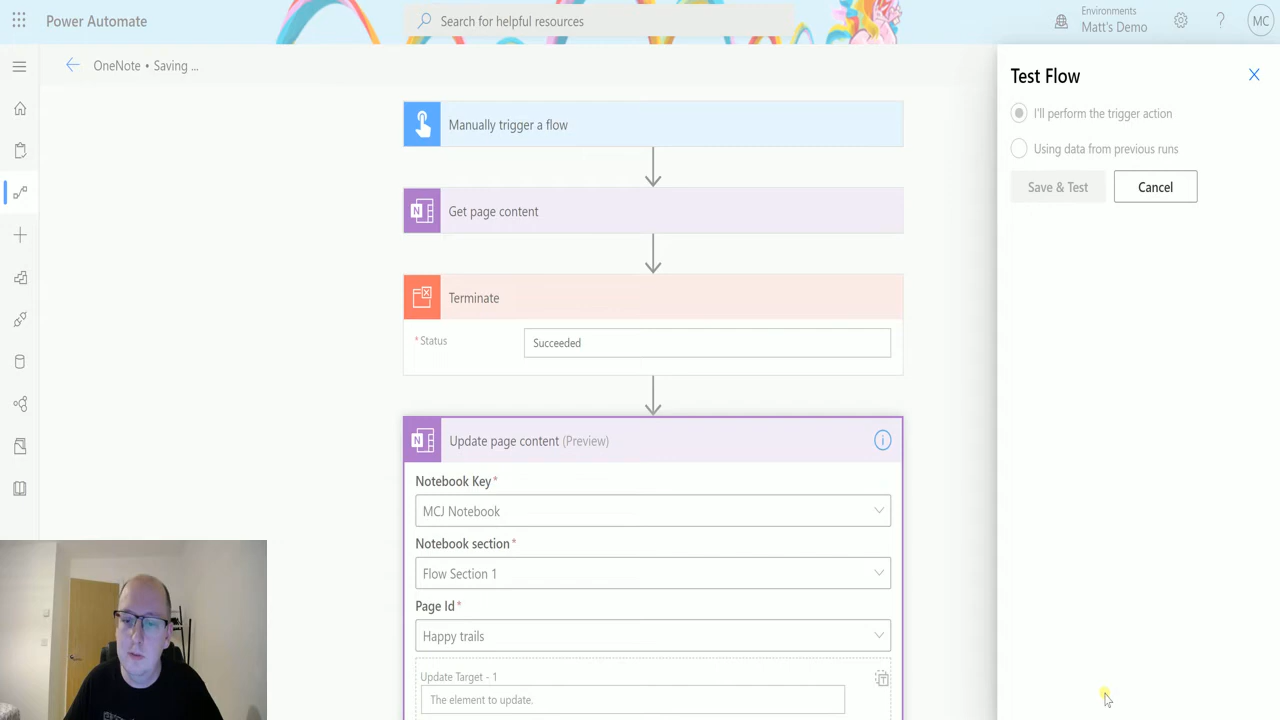 Power Automate
Search for helpful resources
Environments
Matt's Demo
MC
OneNote • Saving ...
Test Flow
I'll perform the trigger action
Using data from previous runs
Save & Test
Cancel
Manually trigger a flow
Get page content
Terminate
* Status
Succeeded
Update page content (Preview)
Notebook Key *
MCJ Notebook
Notebook section *
Flow Section 1
Page Id *
Happy trails
Update Target - 1
The element to update.